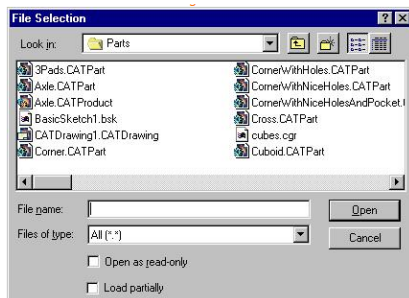 File Selection
Look in:
Parts
3Pads.CATPart
Axle.CATPart
Axle.CATProduct
BasicSketch1.bsk
CATDrawing1.CATDrawing
Corner.CATPart
CornerWithHoles.CATPart
CornerWithNiceHoles.CATPart
CornerWithNiceHolesAndPocket.
Cross.CATPart
cubes.cgr
Cuboid.CATPart
File name:
Open
Files of type:
All (*.*)
Cancel
Open as read-only
Load partially